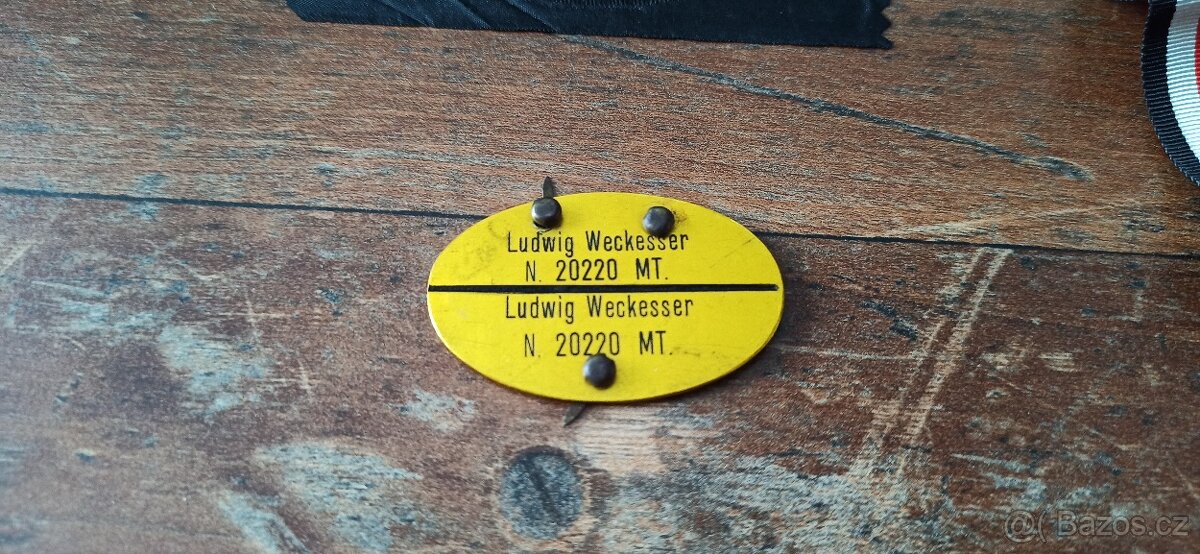 Ludwig Weckesser
N. 20220 MT.
Ludwig Weckesser
N. 20220 MT.
@( Bazos.cz